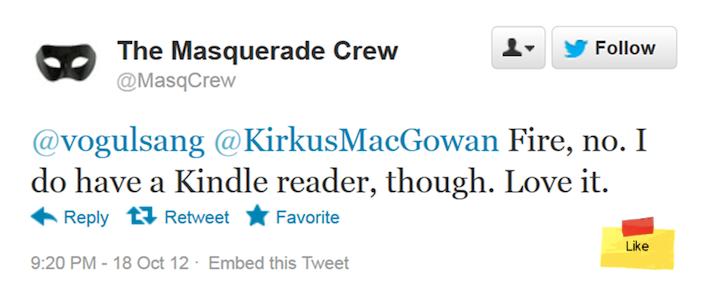 The Masquerade Crew
Follow
@MasqCrew
@vogulsang @KirkusMacGowan Fire, no. I
do have a Kindle reader, though. Love it.
Reply Retweet Favorite
Like
9:20 PM - 18 Oct 12 · Embed this Tweet